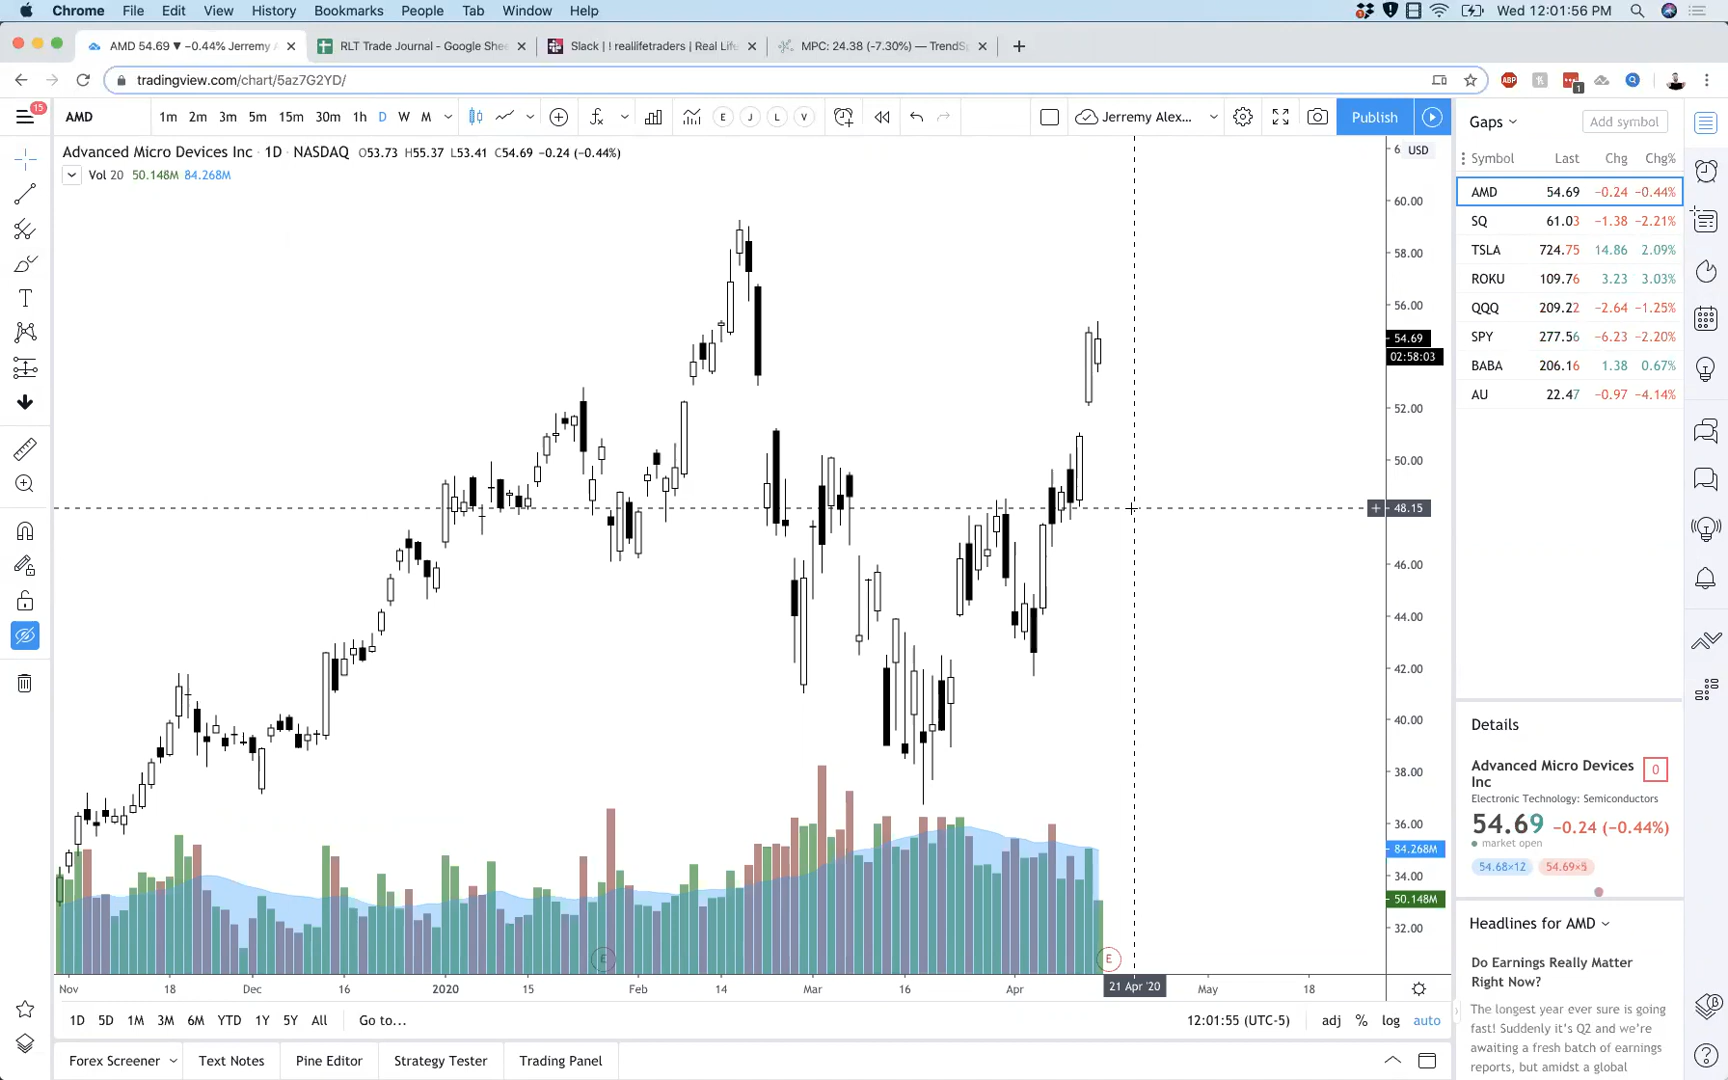 Chrome File Edit View History Bookmarks People Tab Window Help
Wed 12:01:56 PM
AMD 54.69 ▼ −0.44% Jerremy A
RLT Trade Journal - Google She
Slack | ! reallifetraders | Real Lif
MPC: 24.38 (-7.30%) — TrendS
tradingview.com/chart/5az7G2YD/
ABP
1
15
AMD
1m 2m 3m 5m 15m 30m 1h D W M
E J L V
Jerremy Alex...
Publish
Advanced Micro Devices Inc · 1D · NASDAQ O53.73 H55.37 L53.41 C54.69 −0.24 (−0.44%)
Vol 20 50.148M 84.268M
USD
60.00
58.00
56.00
54.69
02:58:03
52.00
50.00
48.15
46.00
44.00
42.00
40.00
38.00
36.00
84.268M
34.00
50.148M
32.00
E
E
Nov 18 Dec 16 2020 15 Feb 14 Mar 16 Apr 21 Apr '20 May 18
1D 5D 1M 3M 6M YTD 1Y 5Y All Go to...
12:01:55 (UTC-5) adj % log auto
Forex Screener Text Notes Pine Editor Strategy Tester Trading Panel
Gaps
Add symbol
Symbol Last Chg Chg%
AMD 54.69 −0.24 −0.44%
SQ 61.03 −1.38 −2.21%
TSLA 724.75 14.86 2.09%
ROKU 109.76 3.23 3.03%
QQQ 209.22 −2.64 −1.25%
SPY 277.56 −6.23 −2.20%
BABA 206.16 1.38 0.67%
AU 22.47 −0.97 −4.14%
Details
Advanced Micro Devices
Inc
0
Electronic Technology: Semiconductors
54.69 −0.24 (−0.44%)
market open
54.68×12 54.69×5
Headlines for AMD
Do Earnings Really Matter
Right Now?
The longest year ever sure is going
fast! Suddenly it's Q2 and we're
awaiting a fresh batch of earnings
reports, but amidst a global